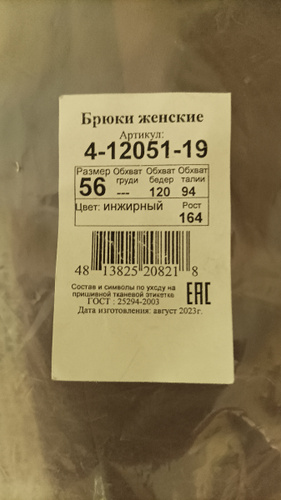 Брюки женские
Артикул:
4-12051-19
Размер Обхват Обхват Обхват
груди бедер талии
56 --- 120 94
Цвет: инжирный Рост
164
48 13825 20821 8
Состав и символы по уходу на
пришивной тканевой этикетке
ГОСТ : 25294-2003
Дата изготовления: август 2023г.
EAC